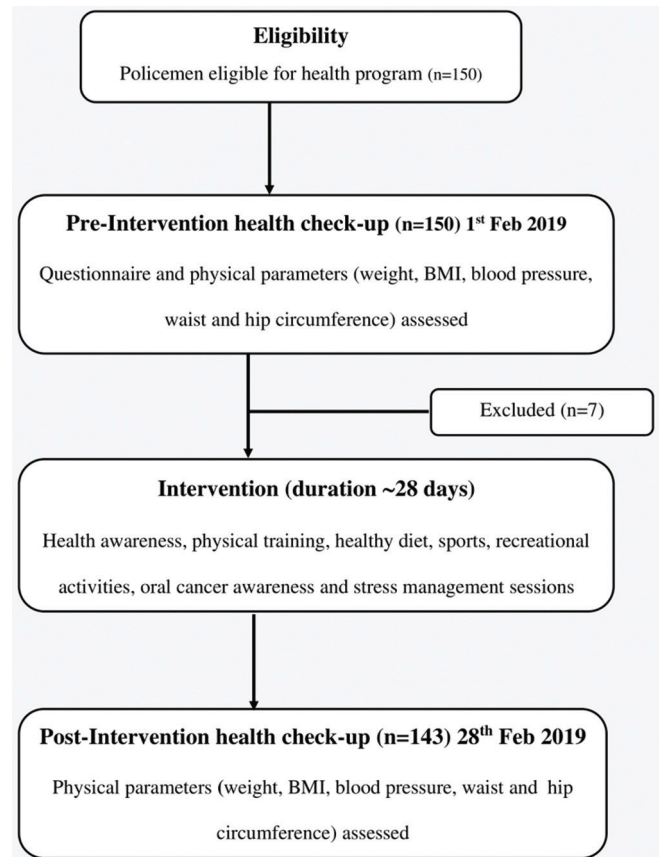 Eligibility
Policemen eligible for health program (n=150)
Pre-Intervention health check-up (n=150) 1st Feb 2019
Questionnaire and physical parameters (weight, BMI, blood pressure,
waist and hip circumference) assessed
Excluded (n=7)
Intervention (duration ~28 days)
Health awareness, physical training, healthy diet, sports, recreational
activities, oral cancer awareness and stress management sessions
Post-Intervention health check-up (n=143) 28th Feb 2019
Physical parameters (weight, BMI, blood pressure, waist and hip
circumference) assessed